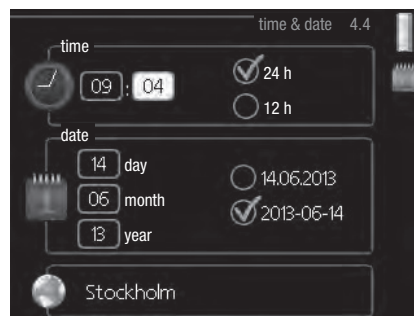 time & date 4.4
time
09 : 04
24 h
12 h
date
14 day
06 month
13 year
14.06.2013
2013-06-14
Stockholm